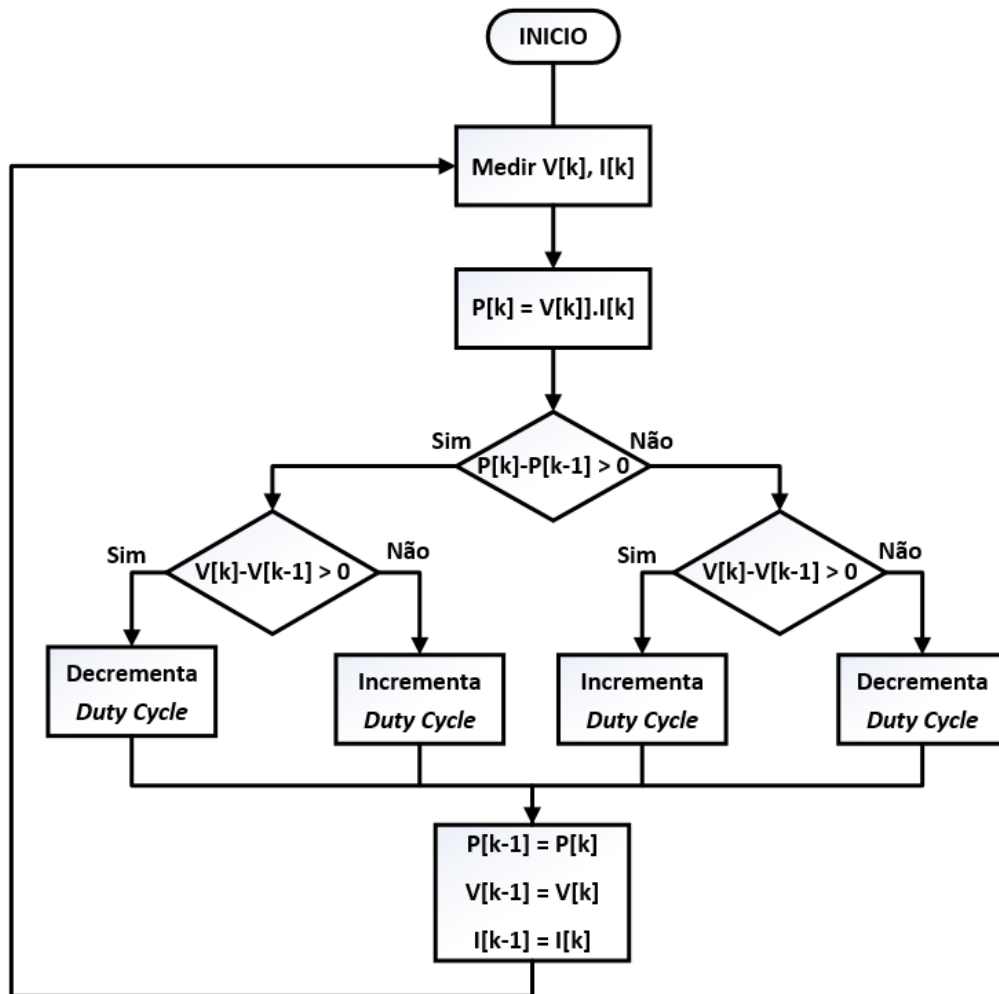 INICIO
Medir V[k], I[k]
P[k] = V[k]].I[k]
Sim
Não
P[k]-P[k-1] > 0
Sim
V[k]-V[k-1] > 0
Não
Sim
V[k]-V[k-1] > 0
Não
Decrementa
Duty Cycle
Incrementa
Duty Cycle
Incrementa
Duty Cycle
Decrementa
Duty Cycle
P[k-1] = P[k]
V[k-1] = V[k]
I[k-1] = I[k]